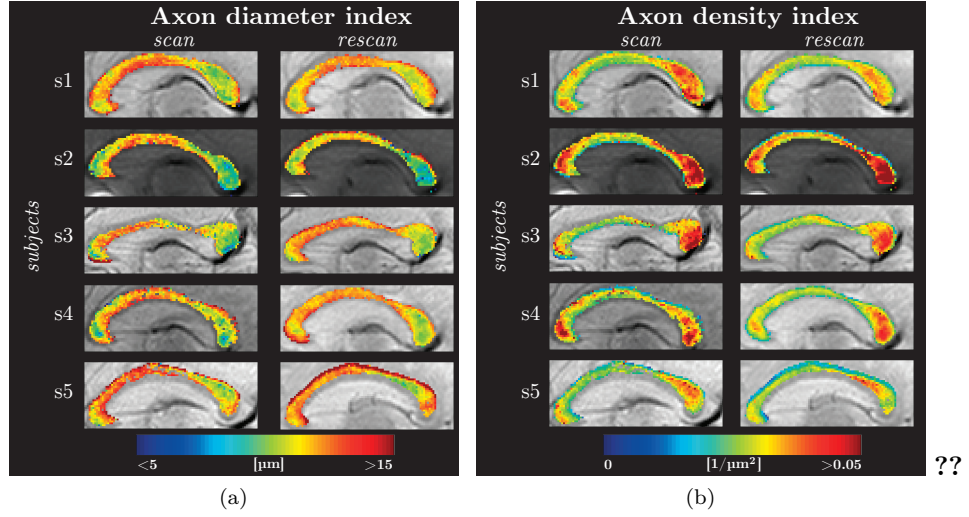 Axon diameter index
scan rescan
s1
s2
s3
s4
s5
subjects
<5 [µm] >15
(a)
Axon density index
scan rescan
s1
s2
s3
s4
s5
subjects
0 [1/µm²] >0.05
(b)
??